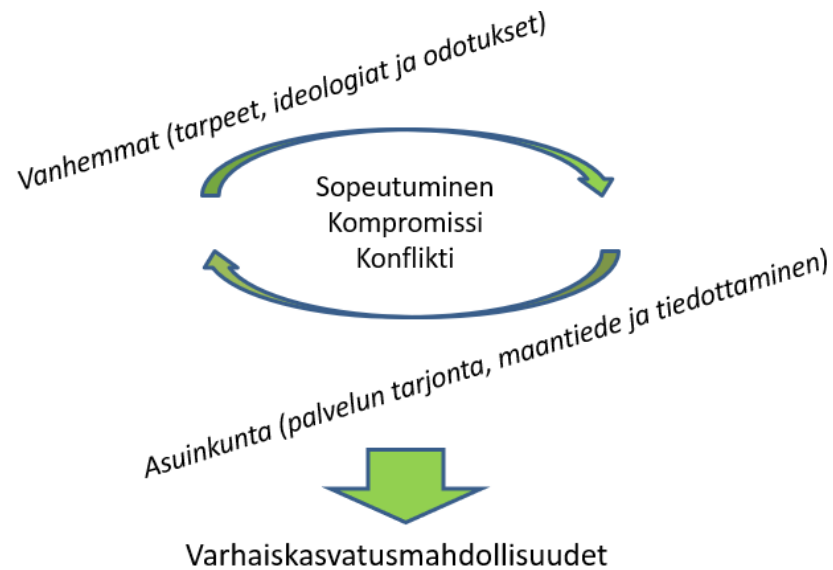 Vanhemmat (tarpeet, ideologiat ja odotukset)
Sopeutuminen
Kompromissi
Konflikti
Asuinkunta (palvelun tarjonta, maantiede ja tiedottaminen)
Varhaiskasvatusmahdollisuudet